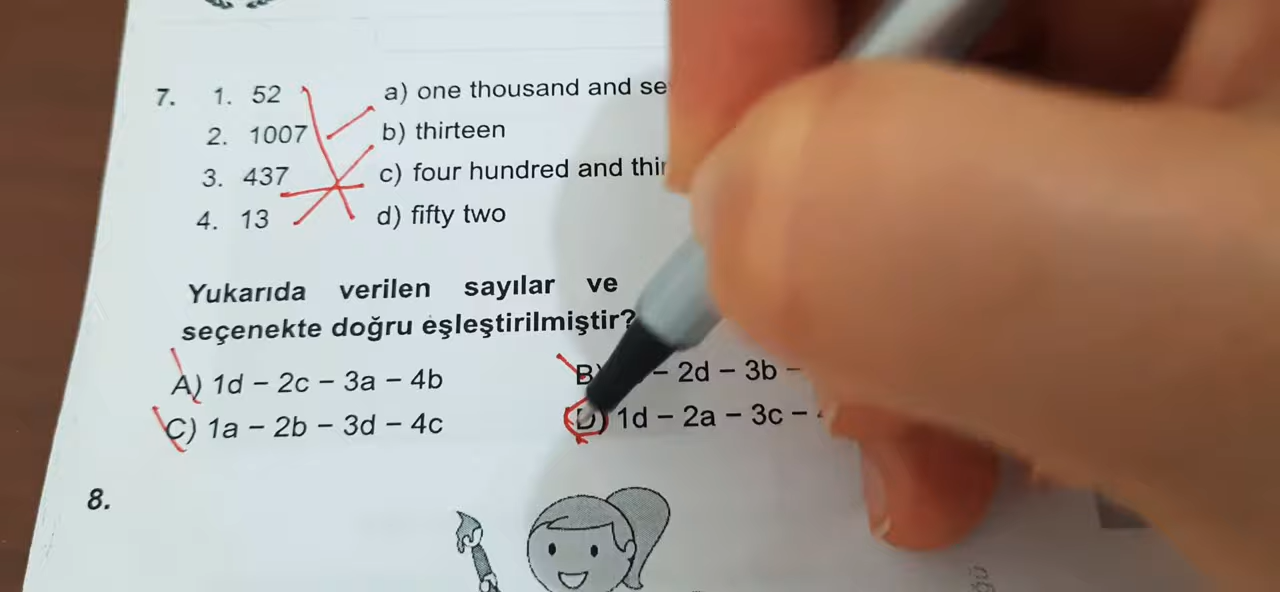 7. 1. 52 a) one thousand and
2. 1007 b) thirteen
3. 437 c) four hundred and
4. 13 d) fifty two
Yukarıda verilen sayılar ve
seçenekte doğru eşleştirilmiştir?
A) 1d – 2c – 3a – 4b B) – 2d – 3b –
C) 1a – 2b – 3d – 4c D) 1d – 2a – 3c –
8.